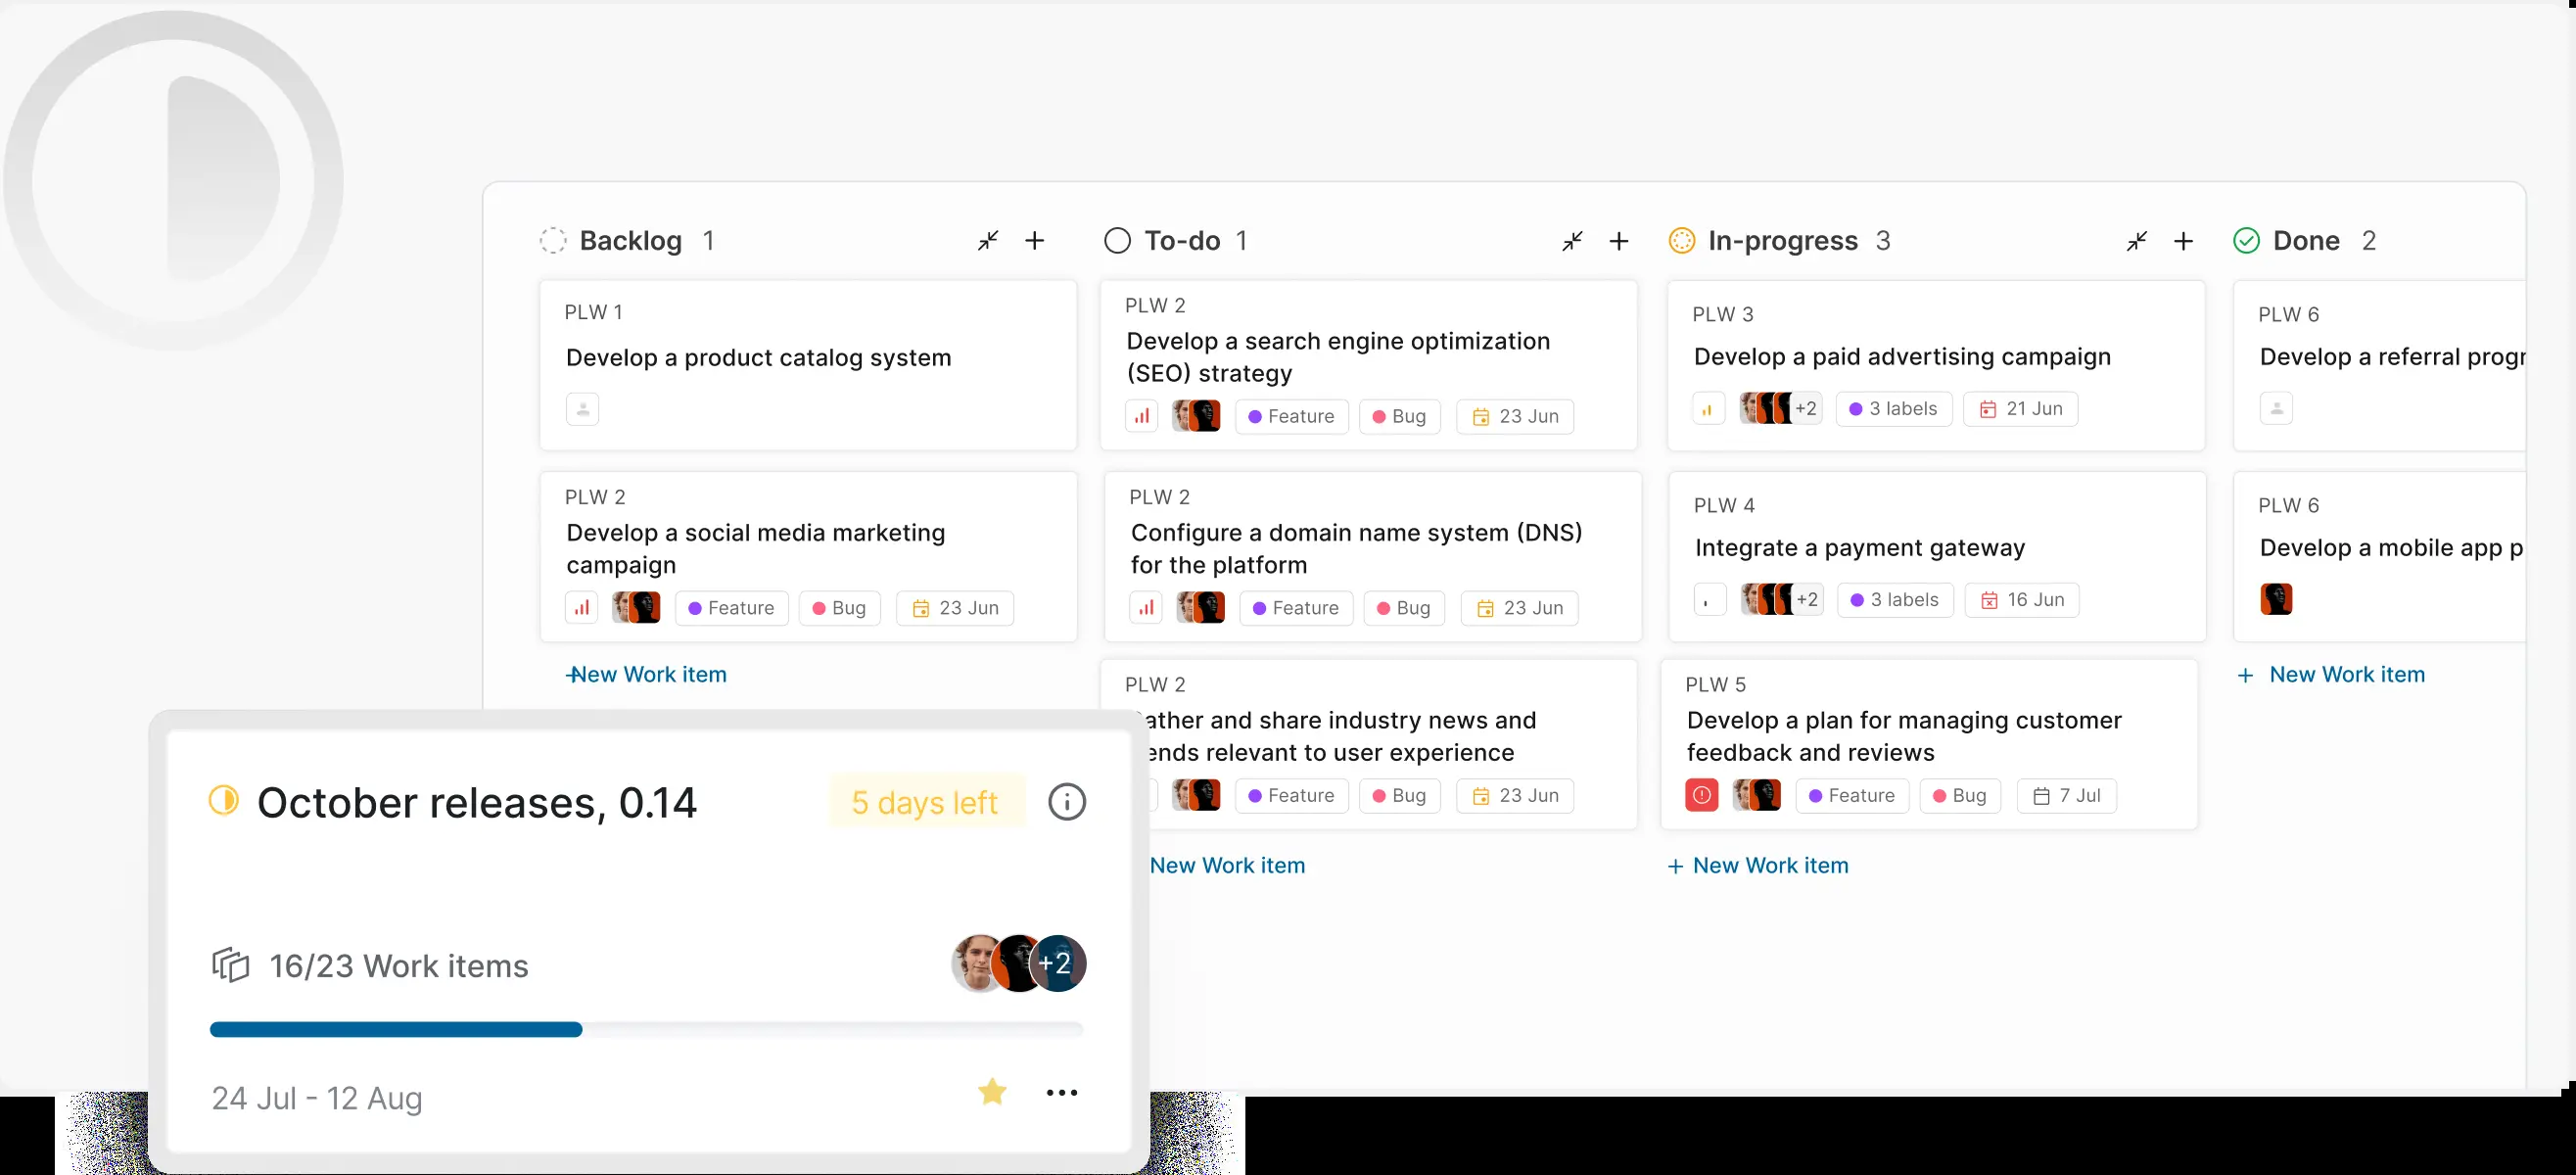 Backlog 1
PLW 1
Develop a product catalog system
PLW 2
Develop a social media marketing
campaign
Feature Bug 23 Jun
New Work item
To-do 1
PLW 2
Develop a search engine optimization
(SEO) strategy
Feature Bug 23 Jun
PLW 2
Configure a domain name system (DNS)
for the platform
Feature Bug 23 Jun
PLW 2
ather and share industry news and
ends relevant to user experience
Feature Bug 23 Jun
New Work item
In-progress 3
PLW 3
Develop a paid advertising campaign
+2 3 labels 21 Jun
PLW 4
Integrate a payment gateway
+2 3 labels 16 Jun
PLW 5
Develop a plan for managing customer
feedback and reviews
Feature Bug 7 Jul
+ New Work item
Done 2
PLW 6
Develop a referral progr
PLW 6
Develop a mobile app p
+ New Work item
October releases, 0.14
5 days left
16/23 Work items
+2
24 Jul - 12 Aug